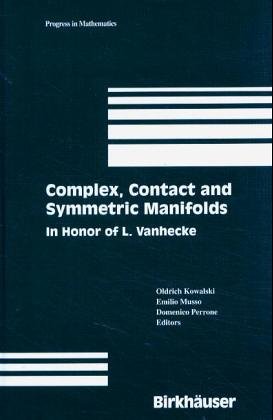 Progress in Mathematics
Complex, Contact and
Symmetric Manifolds
In Honor of L. Vanhecke
Oldrich Kowalski
Emilio Musso
Domenico Perrone
Editors
Birkhäuser